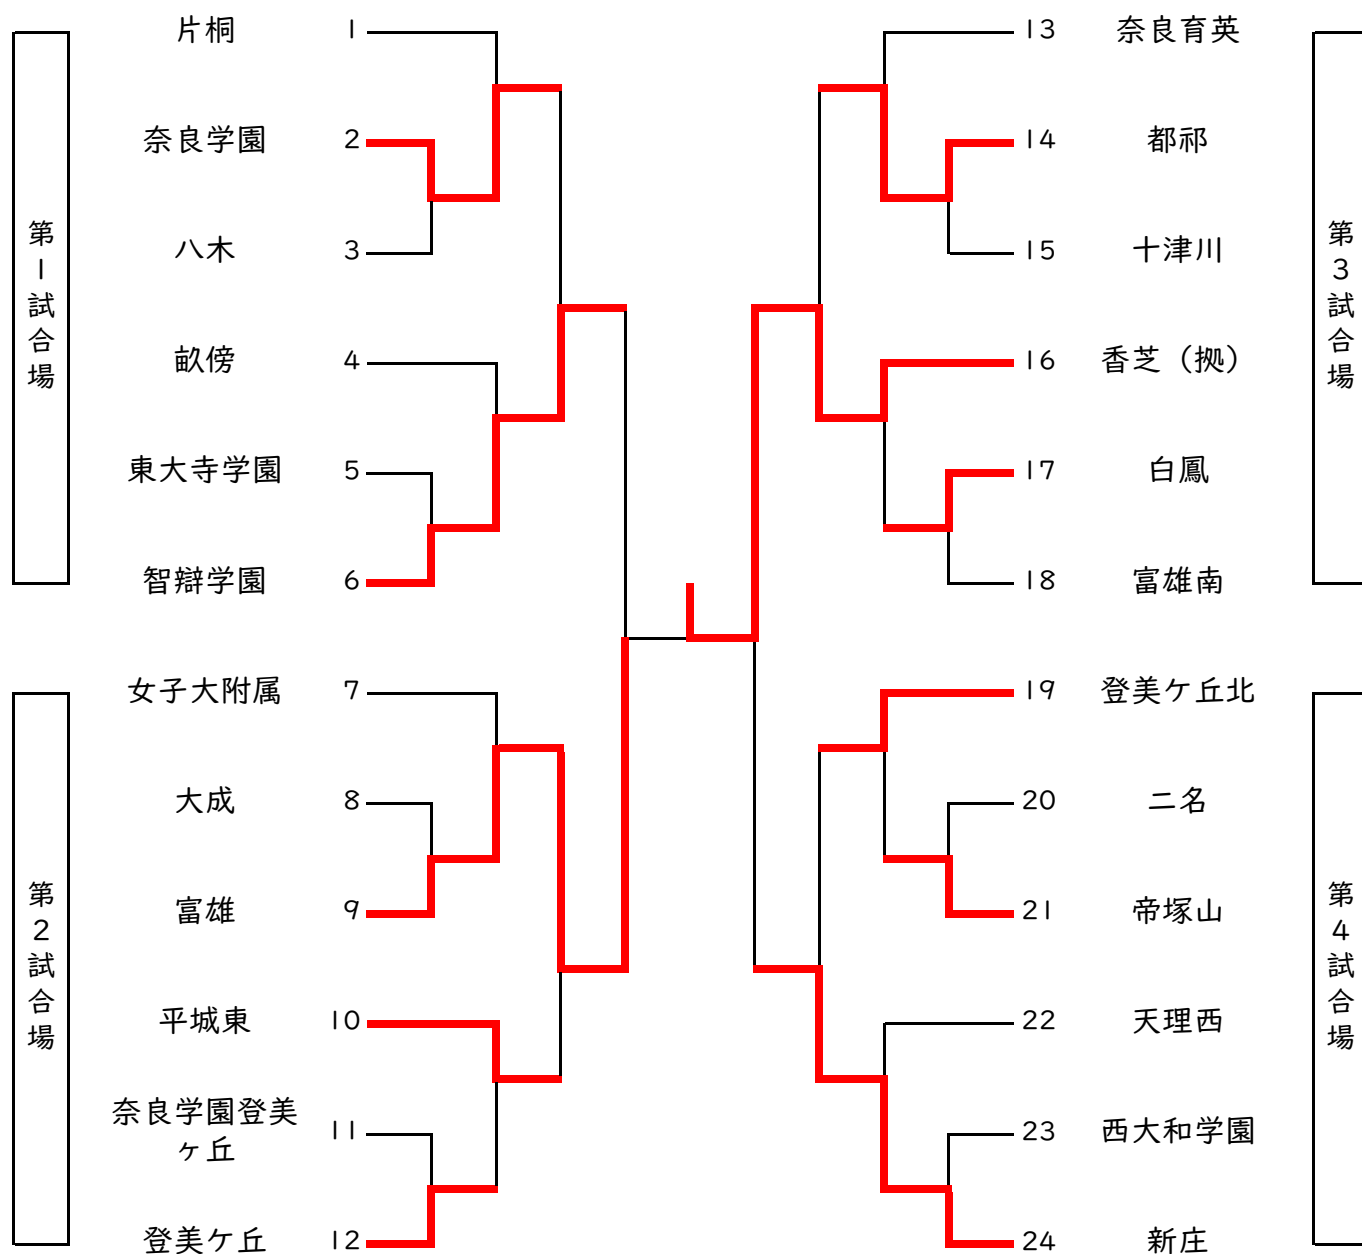 第1試合場
片桐 1
奈良学園 2
八木 3
畝傍 4
東大寺学園 5
智辯学園 6
第2試合場
女子大附属 7
大成 8
富雄 9
平城東 10
奈良学園登美
ヶ丘 11
登美ケ丘 12
13 奈良育英
14 都祁
15 十津川
16 香芝（拠）
17 白鳳
18 富雄南
第3試合場
19 登美ケ丘北
20 二名
21 帝塚山
22 天理西
23 西大和学園
24 新庄
第4試合場